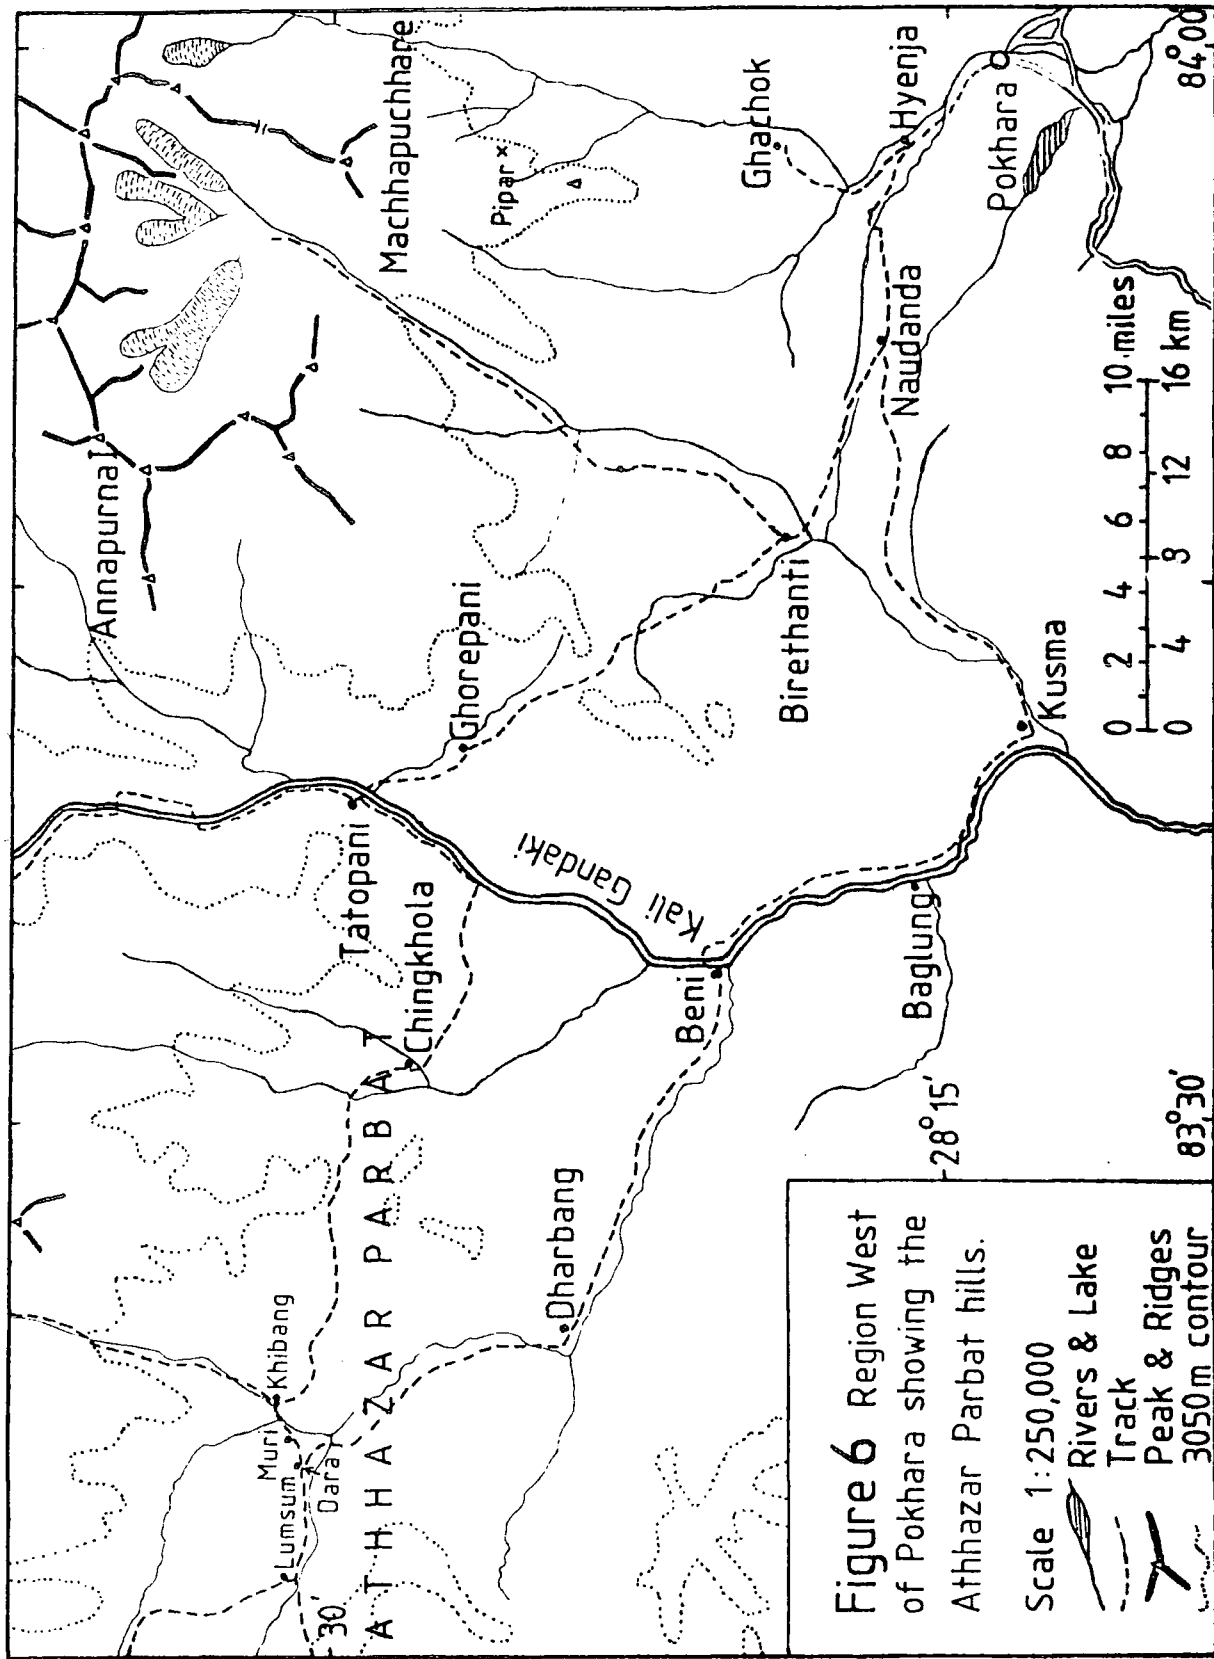 Annapurna I
Machhapuchhare
Pipar
Ghachok
Hyenja
Pokhara
Naudanda
Ghorepani
Birethanti
Kusma
Tatopani
Chingkhola
Kali Gandaki
Beni
Baglung
Dharbang
Khibang
Muri
Lumsum
Dara
ATHHAZAR PARBAT
30'
28°15'
83°30'
84°00
0 2 4 6 8 10 miles
0 4 8 12 16 km
Figure 6 Region West
of Pokhara showing the
Athhazar Parbat hills.
Scale 1:250,000
Rivers & Lake
Track
Peak & Ridges
3050m contour